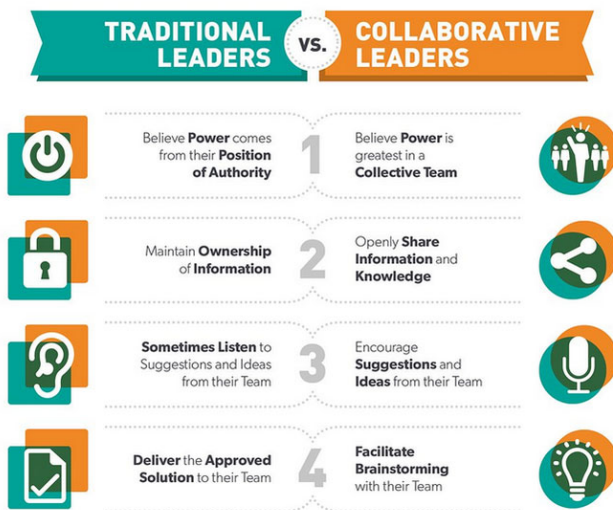 TRADITIONAL
LEADERS
vs.
COLLABORATIVE
LEADERS
Believe Power comes
from their Position
of Authority
1
Believe Power is
greatest in a
Collective Team
Maintain Ownership
of Information
2
Openly Share
Information and
Knowledge
Sometimes Listen to
Suggestions and Ideas
from their Team
3
Encourage
Suggestions and
Ideas from their Team
Deliver the Approved
Solution to their Team
4
Facilitate
Brainstorming
with their Team